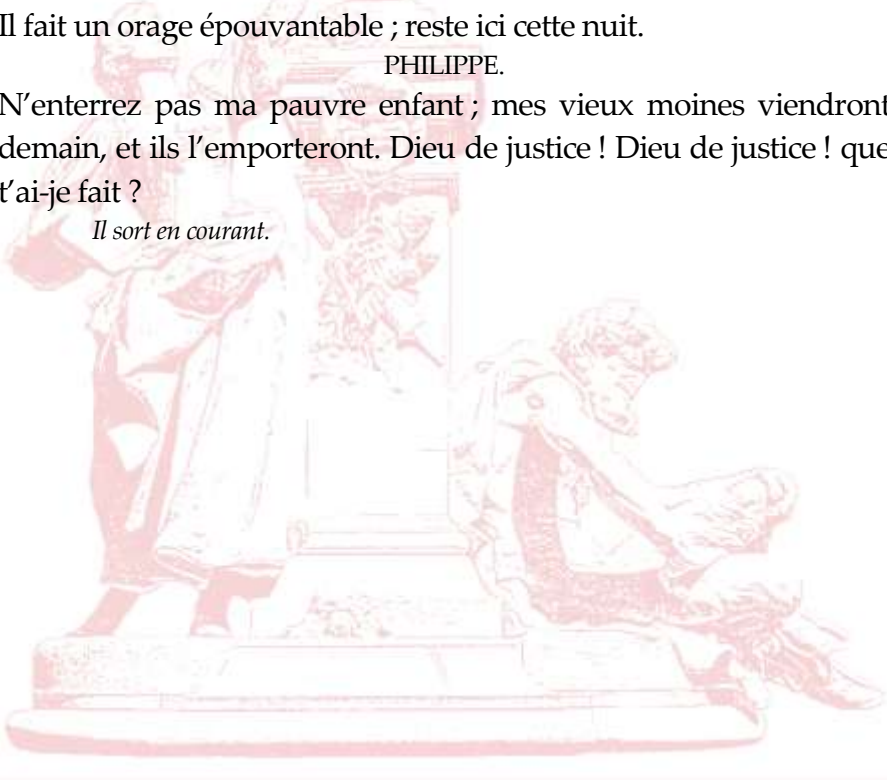 Il fait un orage épouvantable ; reste ici cette nuit.
PHILIPPE.
N’enterrez pas ma pauvre enfant ; mes vieux moines viendront
demain, et ils l’emporteront. Dieu de justice ! Dieu de justice ! que
t’ai-je fait ?
Il sort en courant.